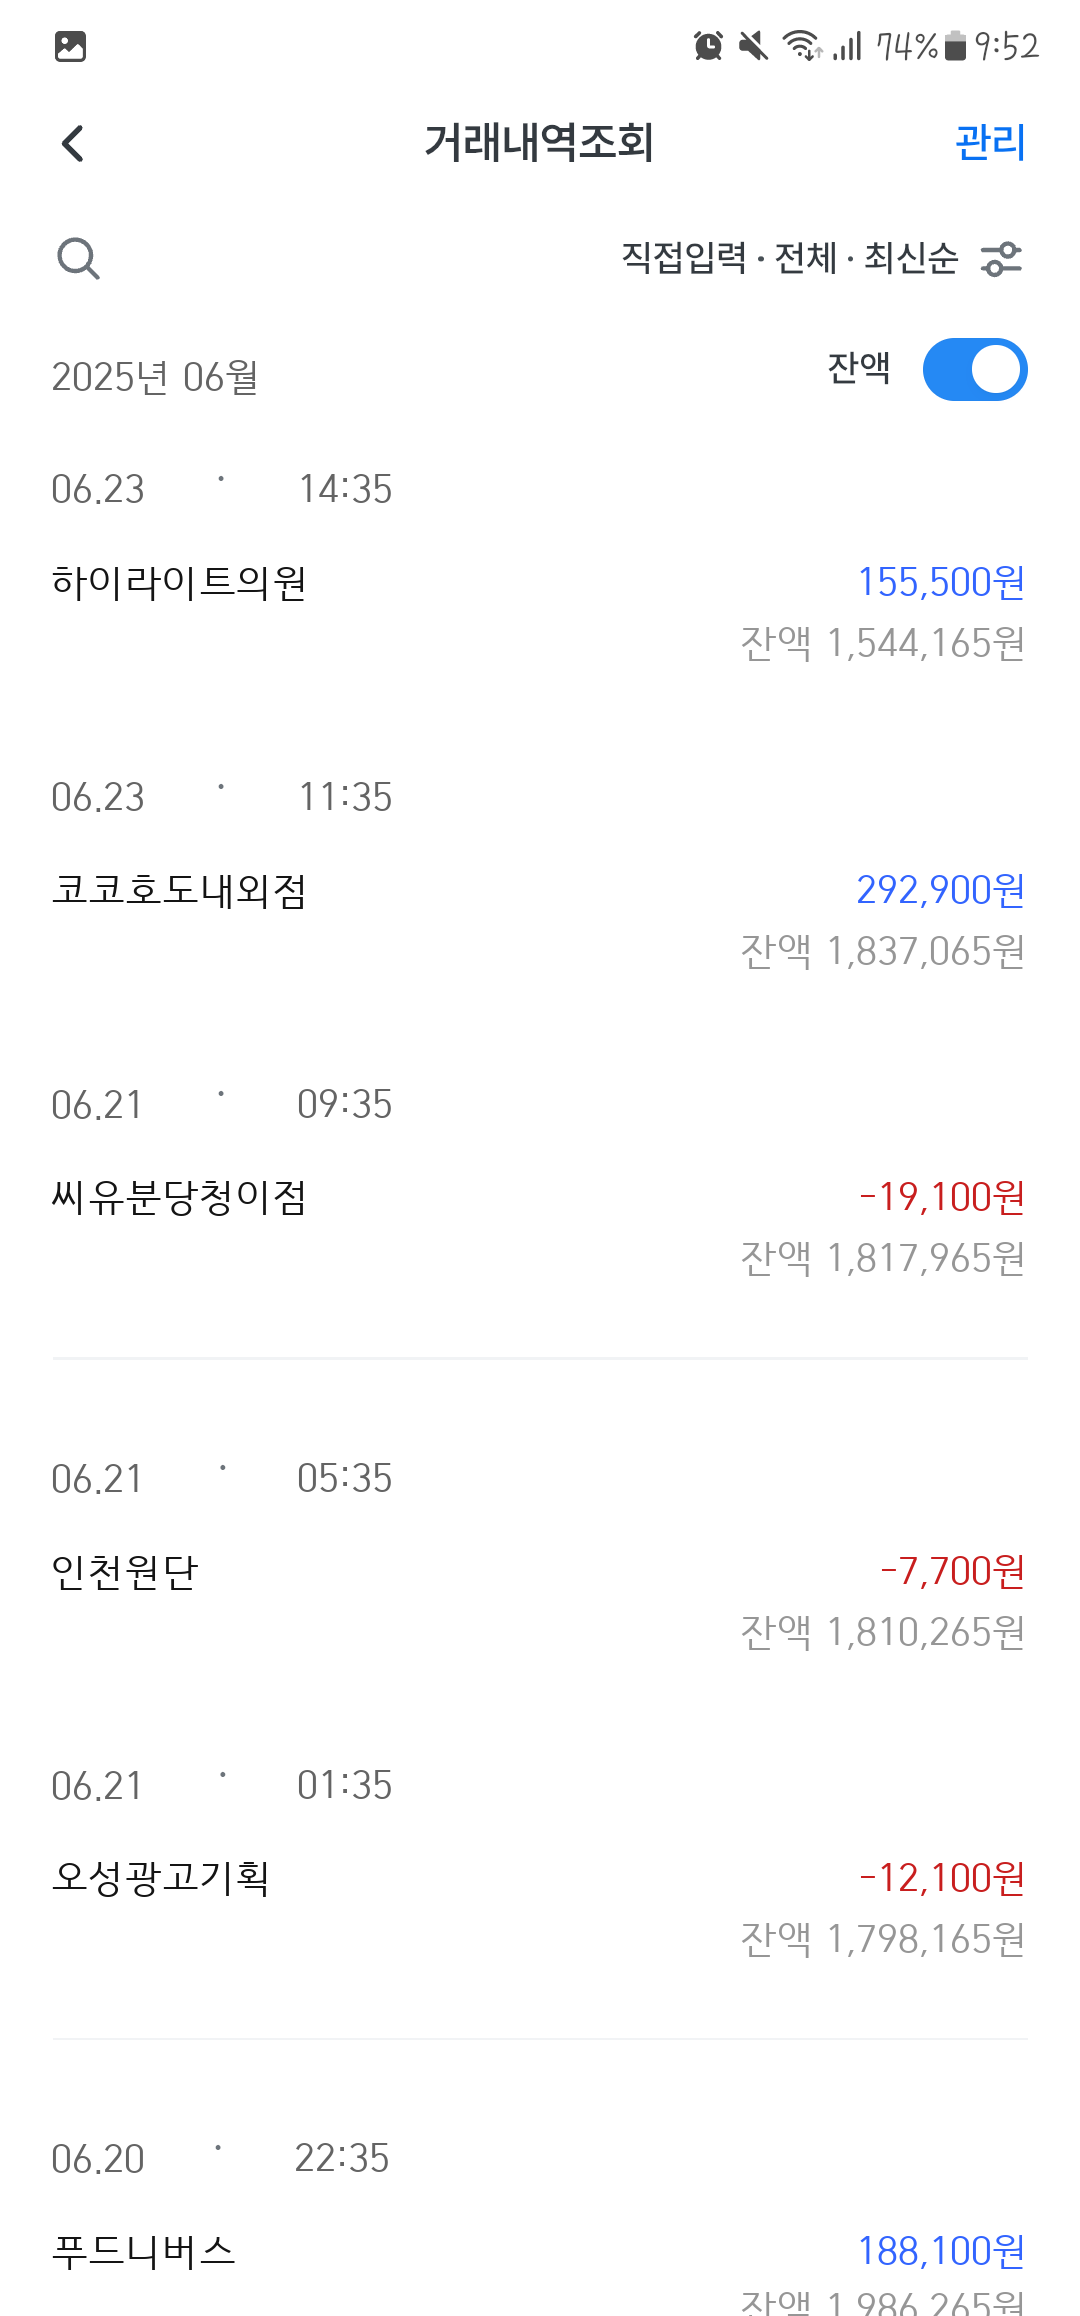 74% 9:52
거래내역조회 관리
직접입력 · 전체 · 최신순
2025년 06월 잔액
06.23 · 14:35
하이라이트의원 155,500원
잔액 1,544,165원
06.23 · 11:35
코코호도내외점 292,900원
잔액 1,837,065원
06.21 · 09:35
씨유분당청이점 -19,100원
잔액 1,817,965원
06.21 · 05:35
인천원단 -7,700원
잔액 1,810,265원
06.21 · 01:35
오성광고기획 -12,100원
잔액 1,798,165원
06.20 · 22:35
푸드니버스 188,100원
잔액 1,986,265원